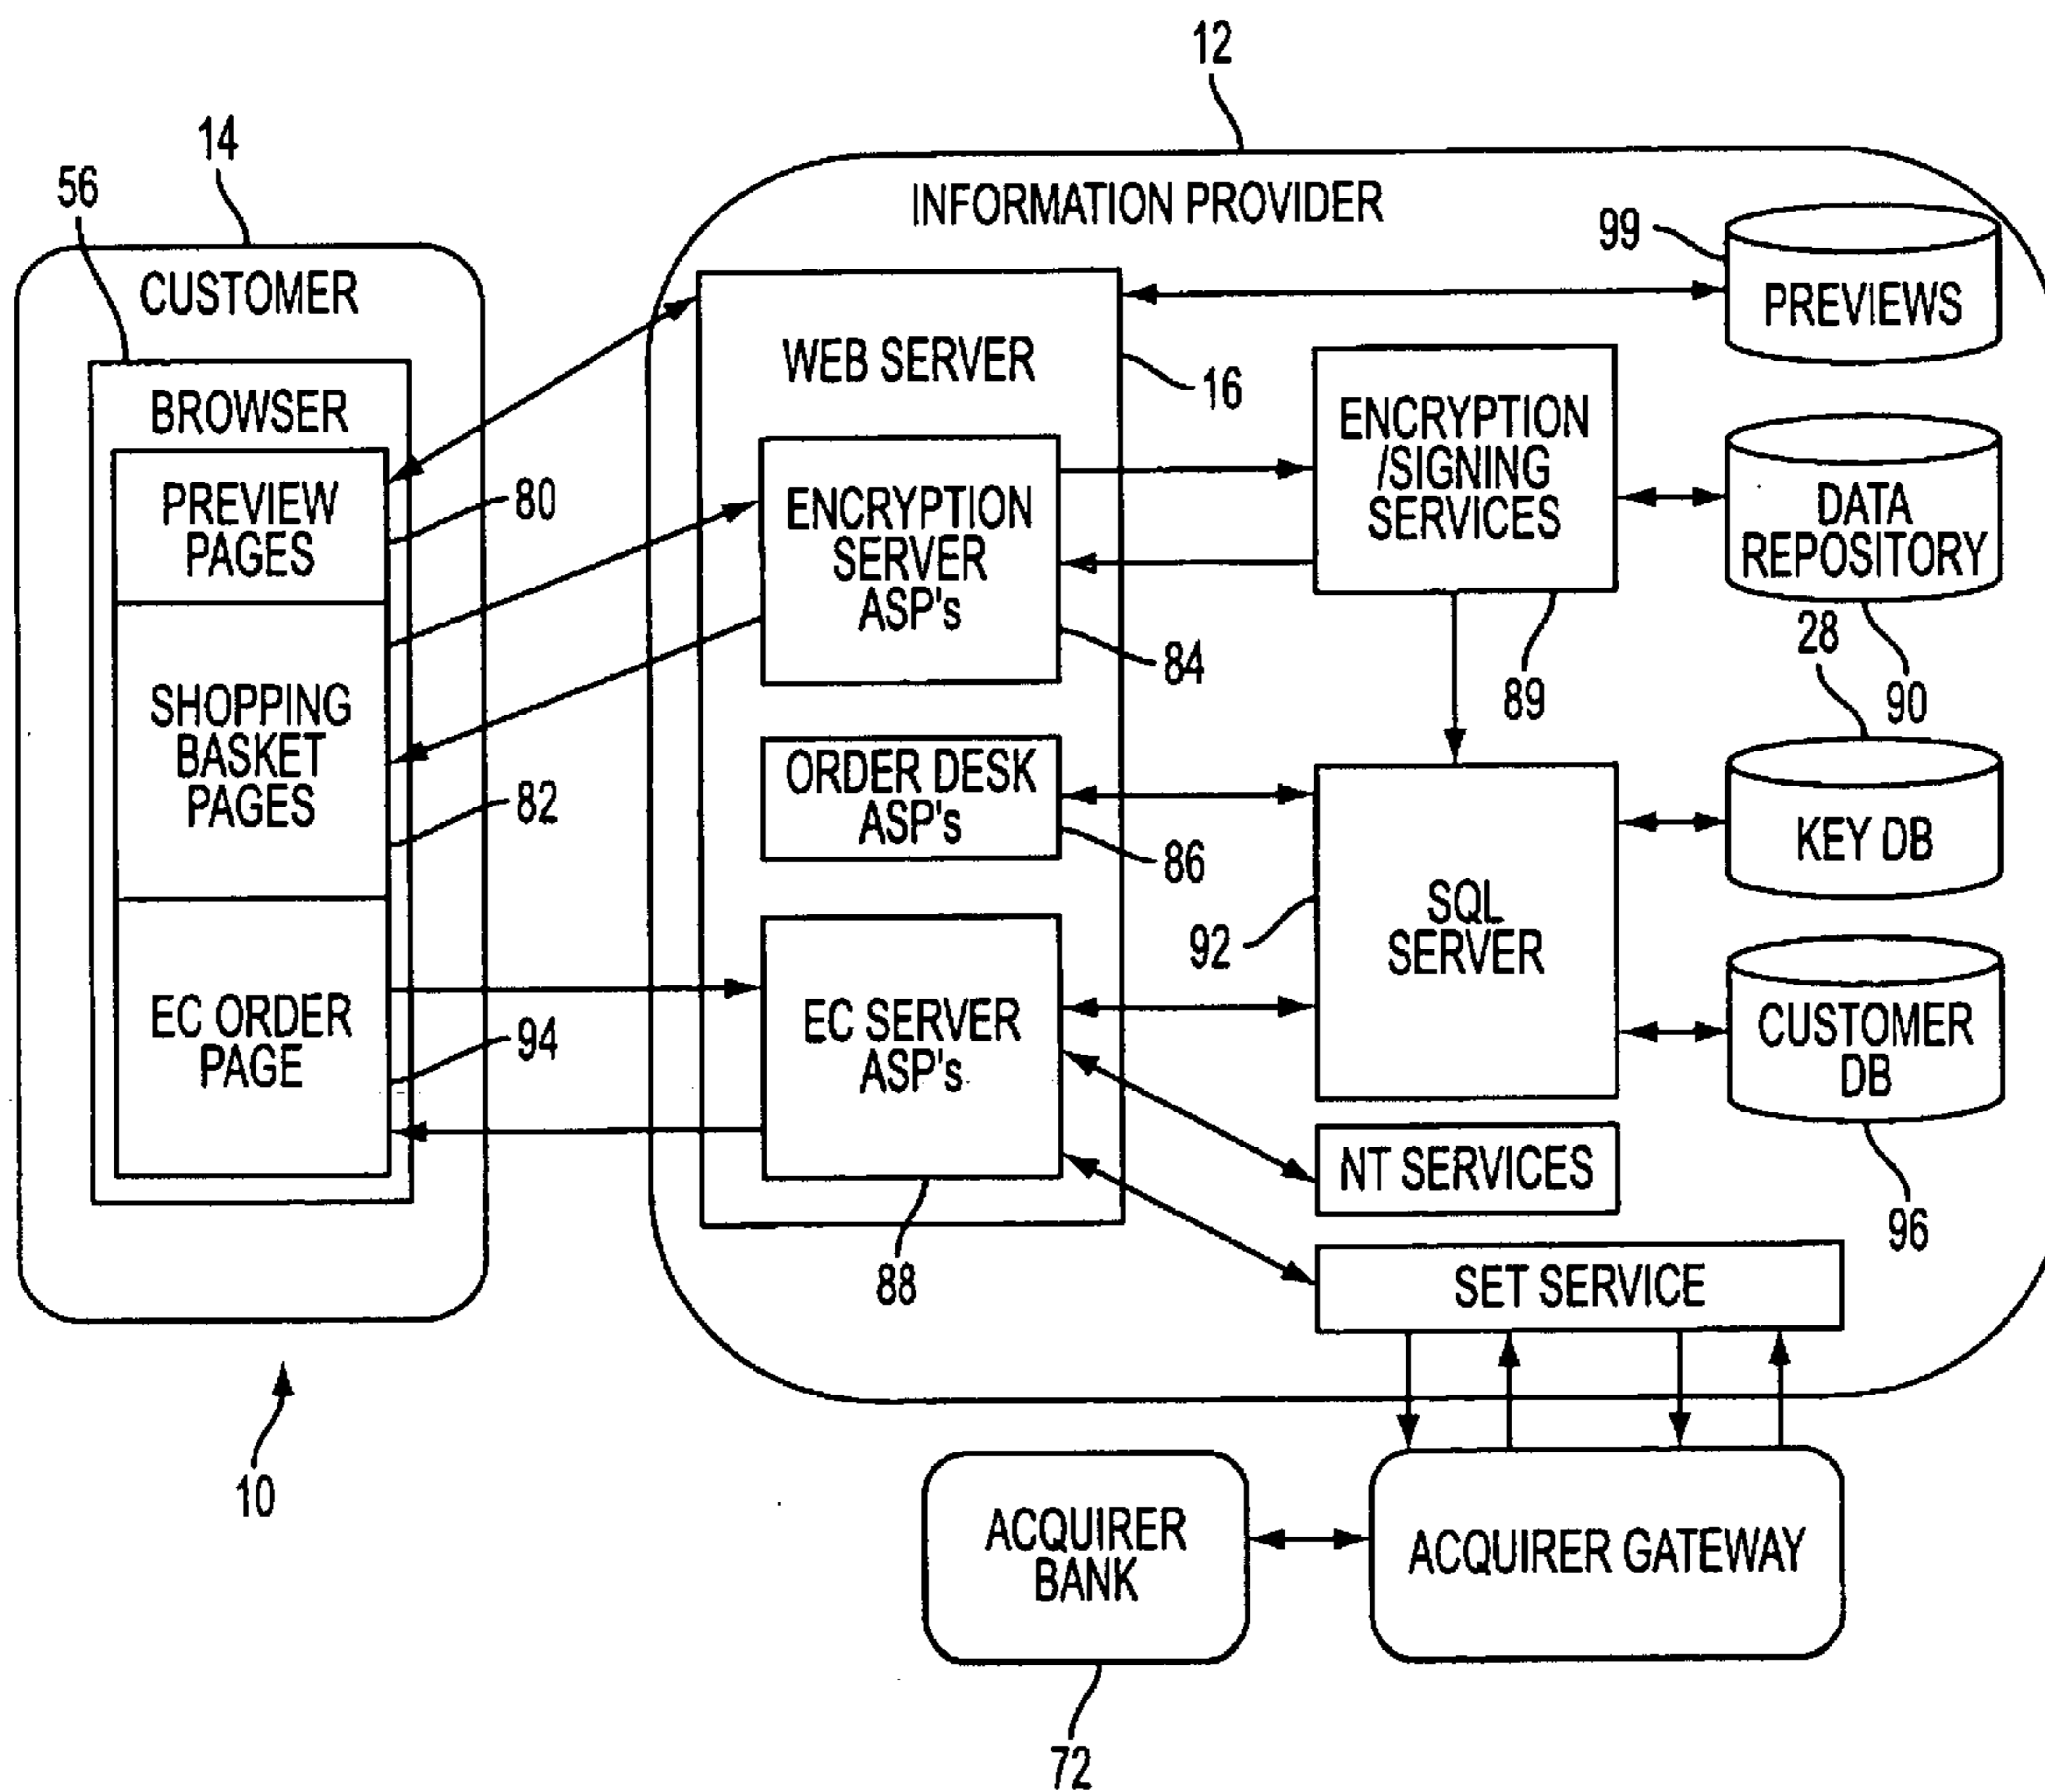 12
14
56
INFORMATION PROVIDER
99
CUSTOMER
PREVIEWS
WEB SERVER
16
BROWSER
ENCRYPTION
/SIGNING
SERVICES
PREVIEW
PAGES
80
ENCRYPTION
SERVER
ASP's
DATA
REPOSITORY
84
89
28
90
SHOPPING
BASKET
PAGES
82
ORDER DESK
ASP's
86
KEY DB
92
SQL
SERVER
EC ORDER
PAGE
94
EC SERVER
ASP's
CUSTOMER
DB
NT SERVICES
96
88
SET SERVICE
10
ACQUIRER
BANK
ACQUIRER GATEWAY
72